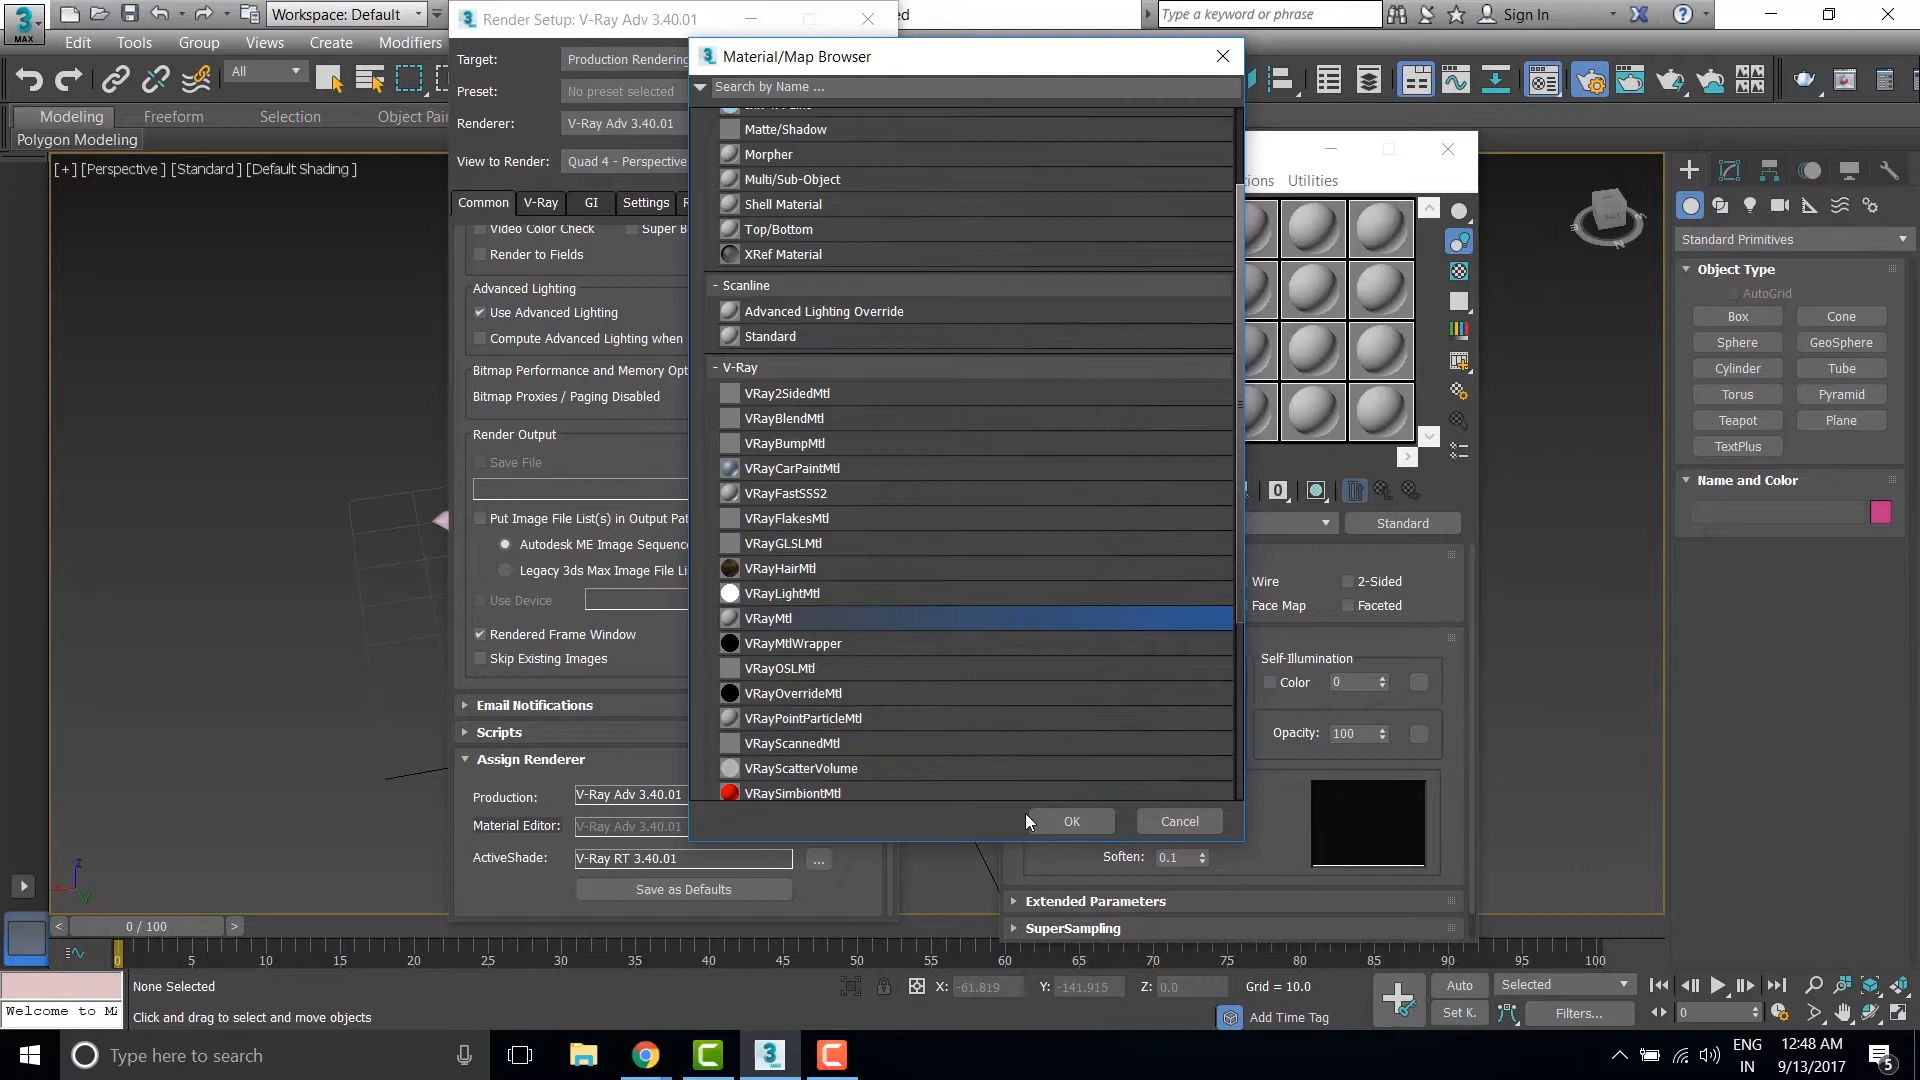 MAX
Workspace: Default
Render Setup: V-Ray Adv 3.40.01
ed
Type a keyword or phrase
Sign In
Edit
Tools
Group
Views
Create
Modifiers
All
Modeling
Freeform
Selection
Object Pai
Polygon Modeling
[+] [Perspective ] [Standard ] [Default Shading ]
Target:
Production Rendering
Preset:
No preset selected
Renderer:
V-Ray Adv 3.40.01
View to Render:
Quad 4 - Perspective
Common
V-Ray
GI
Settings
Video Color Check
Super B
Render to Fields
Advanced Lighting
Use Advanced Lighting
Compute Advanced Lighting when
Bitmap Performance and Memory Opt
Bitmap Proxies / Paging Disabled
Render Output
Save File
Put Image File List(s) in Output Pat
Autodesk ME Image Sequenc
Legacy 3ds Max Image File Li
Use Device
Rendered Frame Window
Skip Existing Images
Email Notifications
Scripts
Assign Renderer
Production:
V-Ray Adv 3.40.01
Material Editor:
V-Ray Adv 3.40.01
ActiveShade:
V-Ray RT 3.40.01
...
Save as Defaults
Material/Map Browser
Search by Name ...
Matte/Shadow
Morpher
Multi/Sub-Object
Shell Material
Top/Bottom
XRef Material
- Scanline
Advanced Lighting Override
Standard
- V-Ray
VRay2SidedMtl
VRayBlendMtl
VRayBumpMtl
VRayCarPaintMtl
VRayFastSSS2
VRayFlakesMtl
VRayGLSLMtl
VRayHairMtl
VRayLightMtl
VRayMtl
VRayMtlWrapper
VRayOSLMtl
VRayOverrideMtl
VRayPointParticleMtl
VRayScannedMtl
VRayScatterVolume
VRaySimbiontMtl
OK
Cancel
ions
Utilities
0
Standard
Wire
2-Sided
Face Map
Faceted
Self-Illumination
Color
0
Opacity:
100
Soften:
0.1
Extended Parameters
SuperSampling
Standard Primitives
Object Type
AutoGrid
Box
Cone
Sphere
GeoSphere
Cylinder
Tube
Torus
Pyramid
Teapot
Plane
TextPlus
Name and Color
BACK
0 / 100
0 5 10 15 20 25 30 35 40 45 50 55 60 65 70 75 80 85 90 95 100
None Selected
X: -61.819
Y: -141.915
Z: 0.0
Grid = 10.0
Auto
Selected
Welcome to MA
Click and drag to select and move objects
Add Time Tag
Set K.
Filters...
0
Type here to search
ENG
IN
12:48 AM
9/13/2017
5